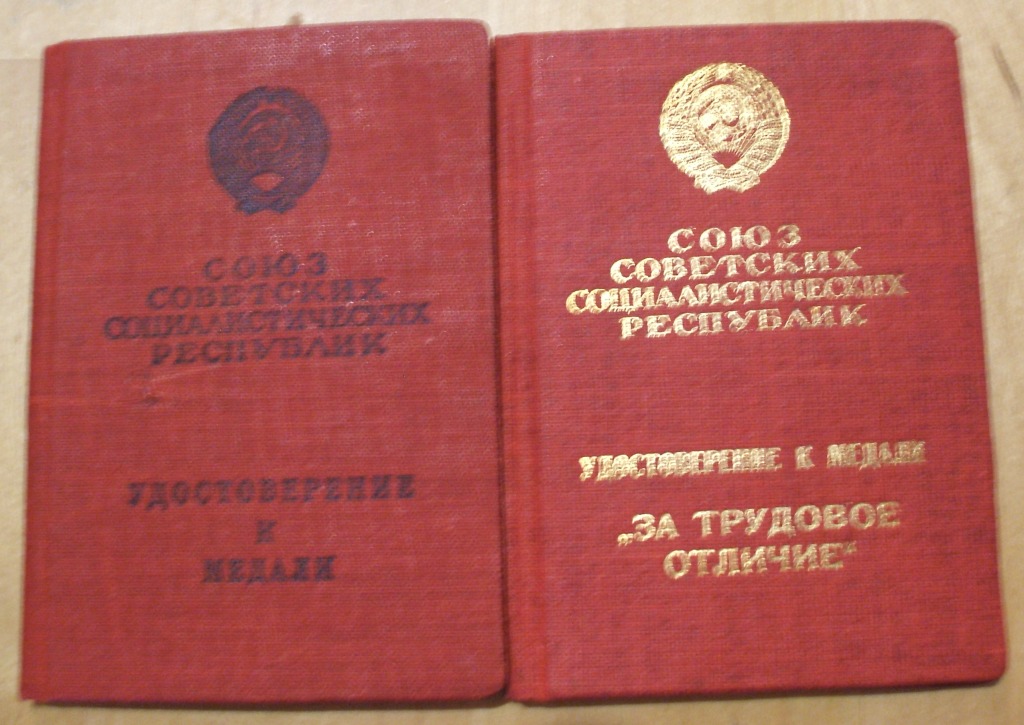 СОЮЗ
СОВЕТСКИХ
СОЦИАЛИСТИЧЕСКИХ
РЕСПУБЛИК
УДОСТОВЕРЕНИЕ
К
МЕДАЛИ
СОЮЗ
СОВЕТСКИХ
СОЦИАЛИСТИЧЕСКИХ
РЕСПУБЛИК
УДОСТОВЕРЕНИЕ К МЕДАЛИ
„ЗА ТРУДОВОЕ
ОТЛИЧИЕ“